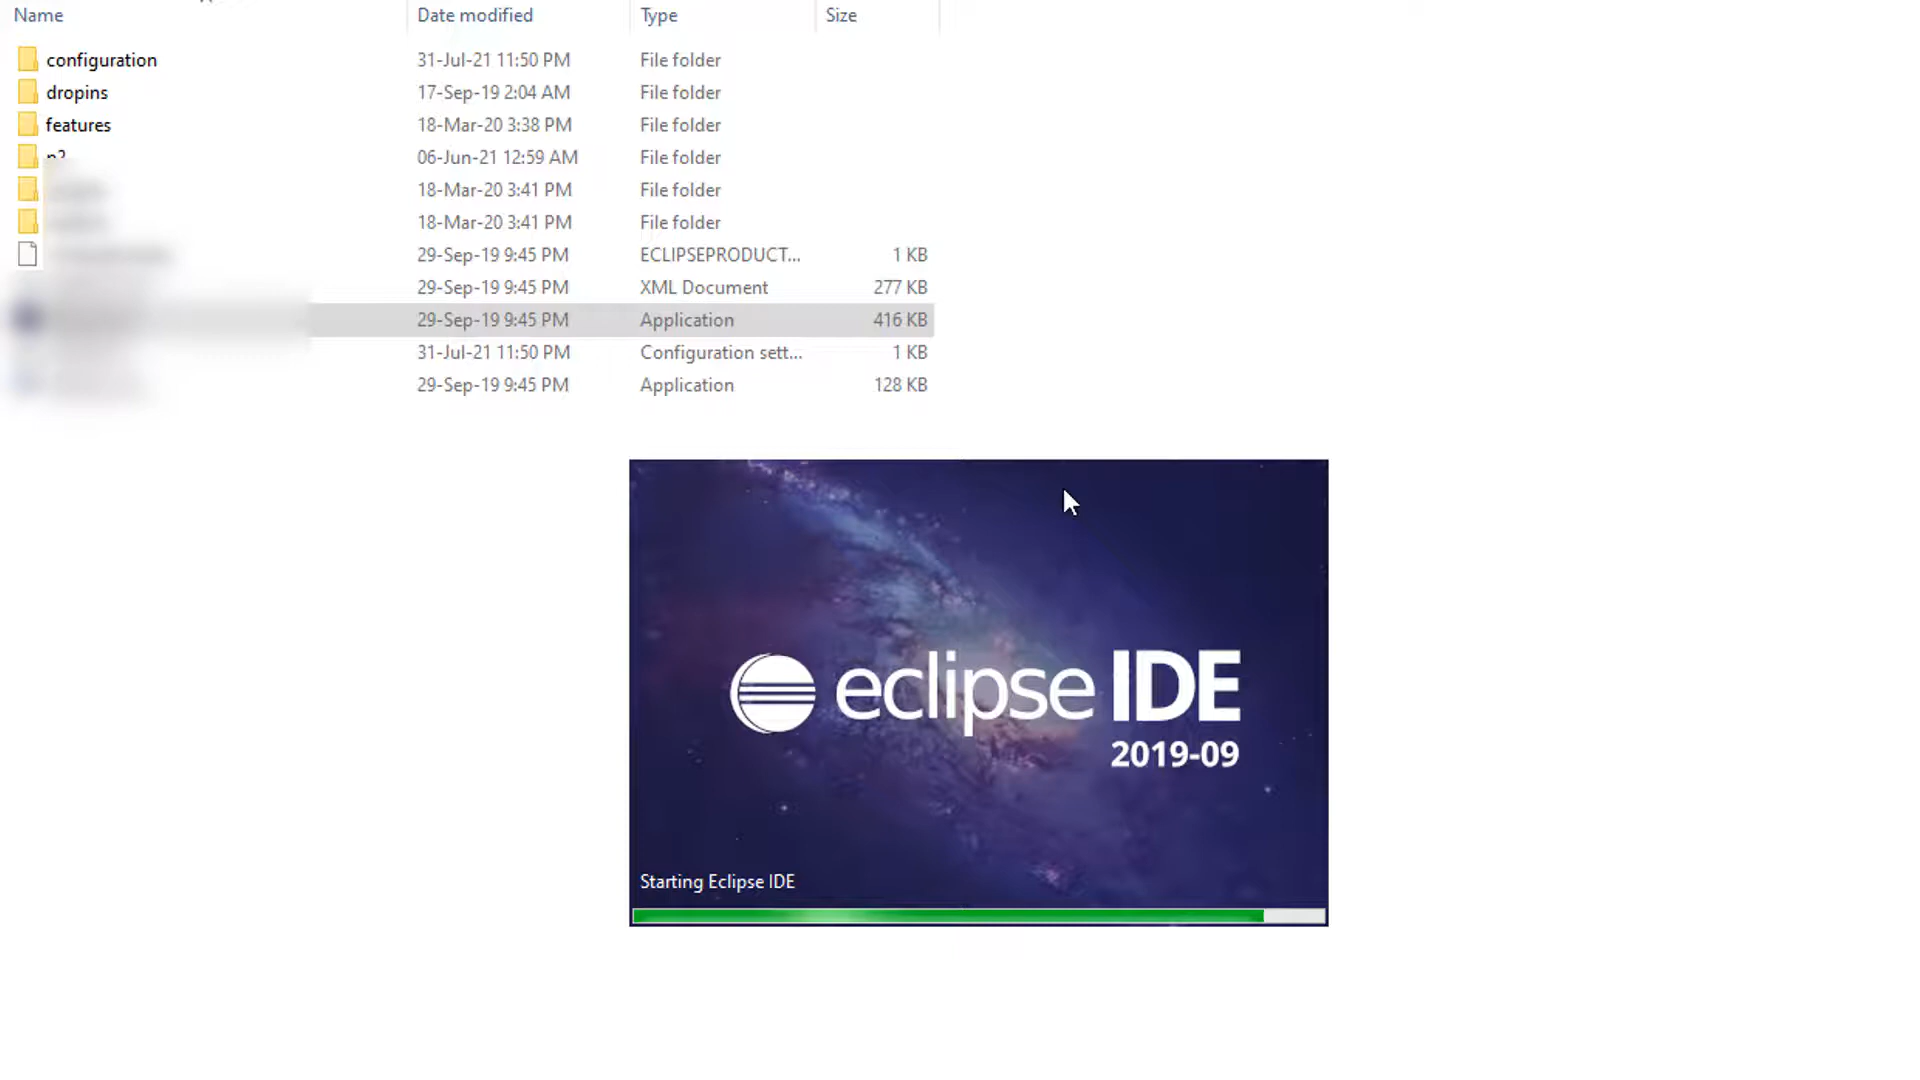 Name Date modified Type Size
configuration 31-Jul-21 11:50 PM File folder
dropins 17-Sep-19 2:04 AM File folder
features 18-Mar-20 3:38 PM File folder
06-Jun-21 12:59 AM File folder
18-Mar-20 3:41 PM File folder
18-Mar-20 3:41 PM File folder
29-Sep-19 9:45 PM ECLIPSEPRODUCT... 1 KB
29-Sep-19 9:45 PM XML Document 277 KB
29-Sep-19 9:45 PM Application 416 KB
31-Jul-21 11:50 PM Configuration sett... 1 KB
29-Sep-19 9:45 PM Application 128 KB
eclipse IDE
2019-09
Starting Eclipse IDE